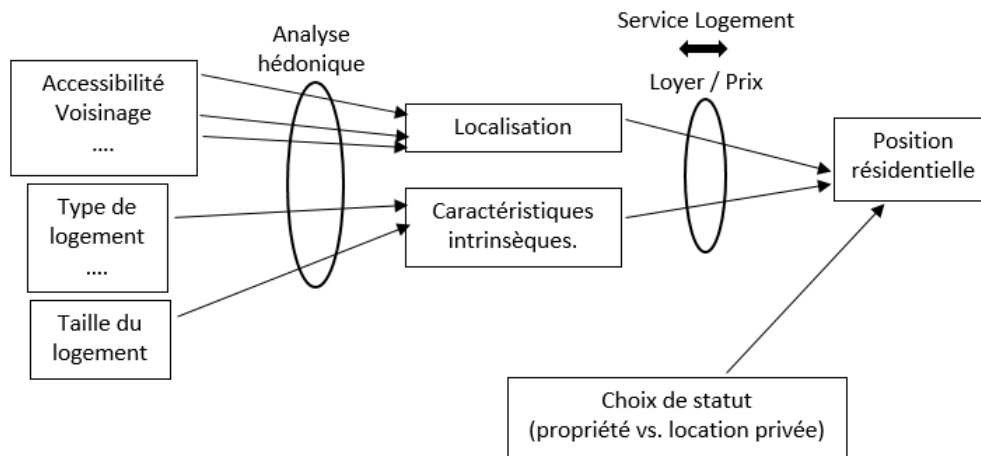 Service Logement
Analyse
hédonique
Loyer / Prix
Accessibilité
Voisinage
....
Localisation
Position
résidentielle
Type de
logement
....
Caractéristiques
intrinsèques.
Taille du
logement
Choix de statut
(propriété vs. location privée)